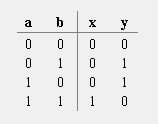 a b x y
0 0 0 0
0 1 0 1
1 0 0 1
1 1 1 0